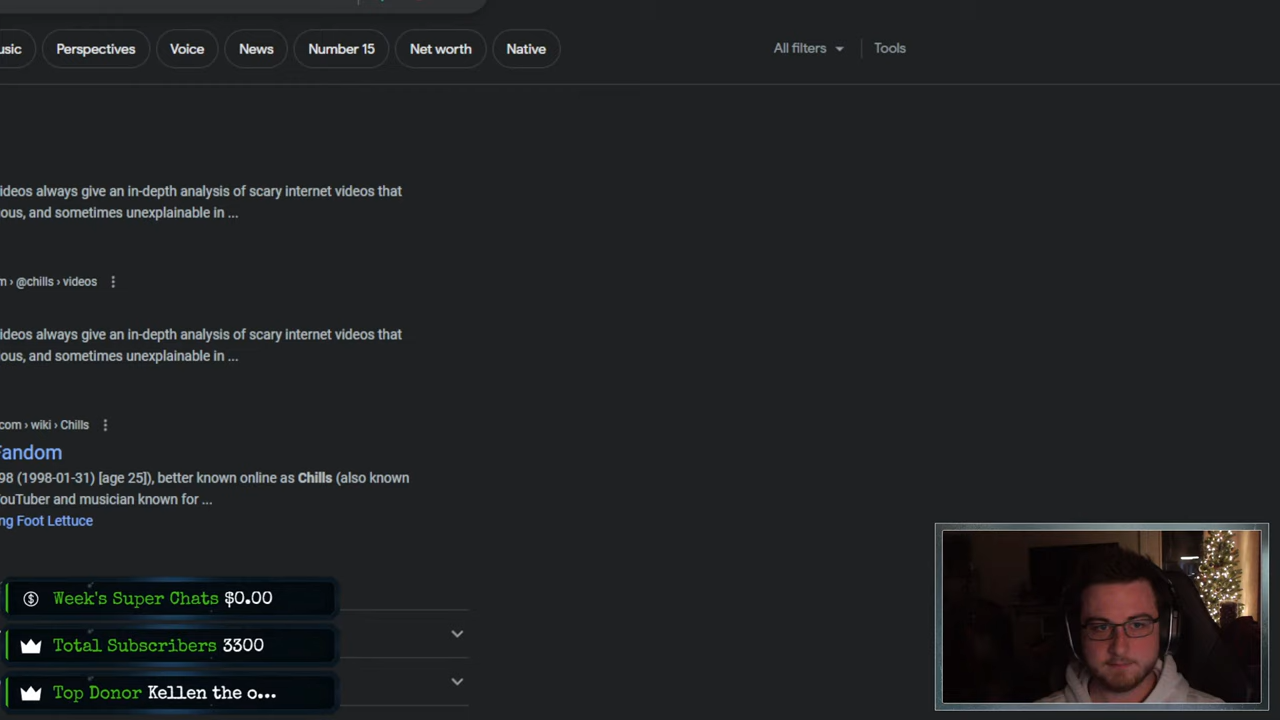 usic Perspectives Voice News Number 15 Net worth Native All filters Tools
ideos always give an in-depth analysis of scary internet videos that
ous, and sometimes unexplainable in ...
m › @chills › videos
ideos always give an in-depth analysis of scary internet videos that
ous, and sometimes unexplainable in ...
com › wiki › Chills
Fandom
98 (1998-01-31) [age 25]), better known online as Chills (also known
ouTuber and musician known for ...
ng Foot Lettuce
Week's Super Chats $0.00
Total Subscribers 3300
Top Donor Kellen the o...